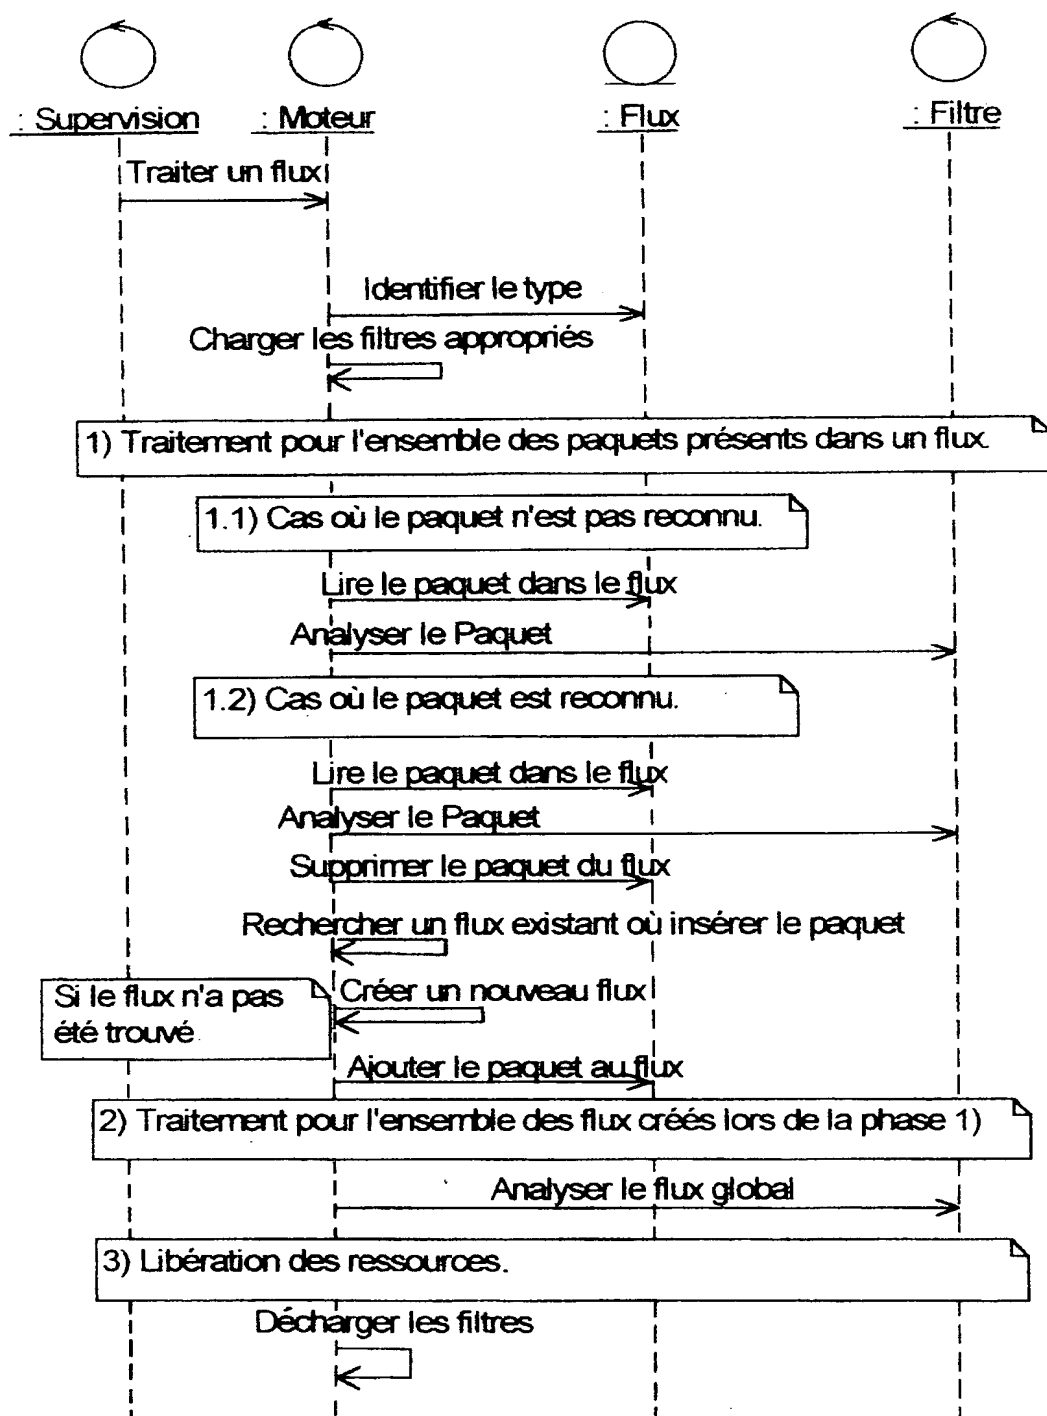 : Supervision
: Moteur
: Flux
: Filtre
Traiter un flux
Identifier le type
Charger les filtres appropriés
1) Traitement pour l'ensemble des paquets présents dans un flux.
1.1) Cas où le paquet n'est pas reconnu.
Lire le paquet dans le flux
Analyser le Paquet
1.2) Cas où le paquet est reconnu.
Lire le paquet dans le flux
Analyser le Paquet
Supprimer le paquet du flux
Rechercher un flux existant où insérer le paquet
Si le flux n'a pas
été trouvé
Créer un nouveau flux
Ajouter le paquet au flux
2) Traitement pour l'ensemble des flux créés lors de la phase 1)
Analyser le flux global
3) Libération des ressources.
Décharger les filtres